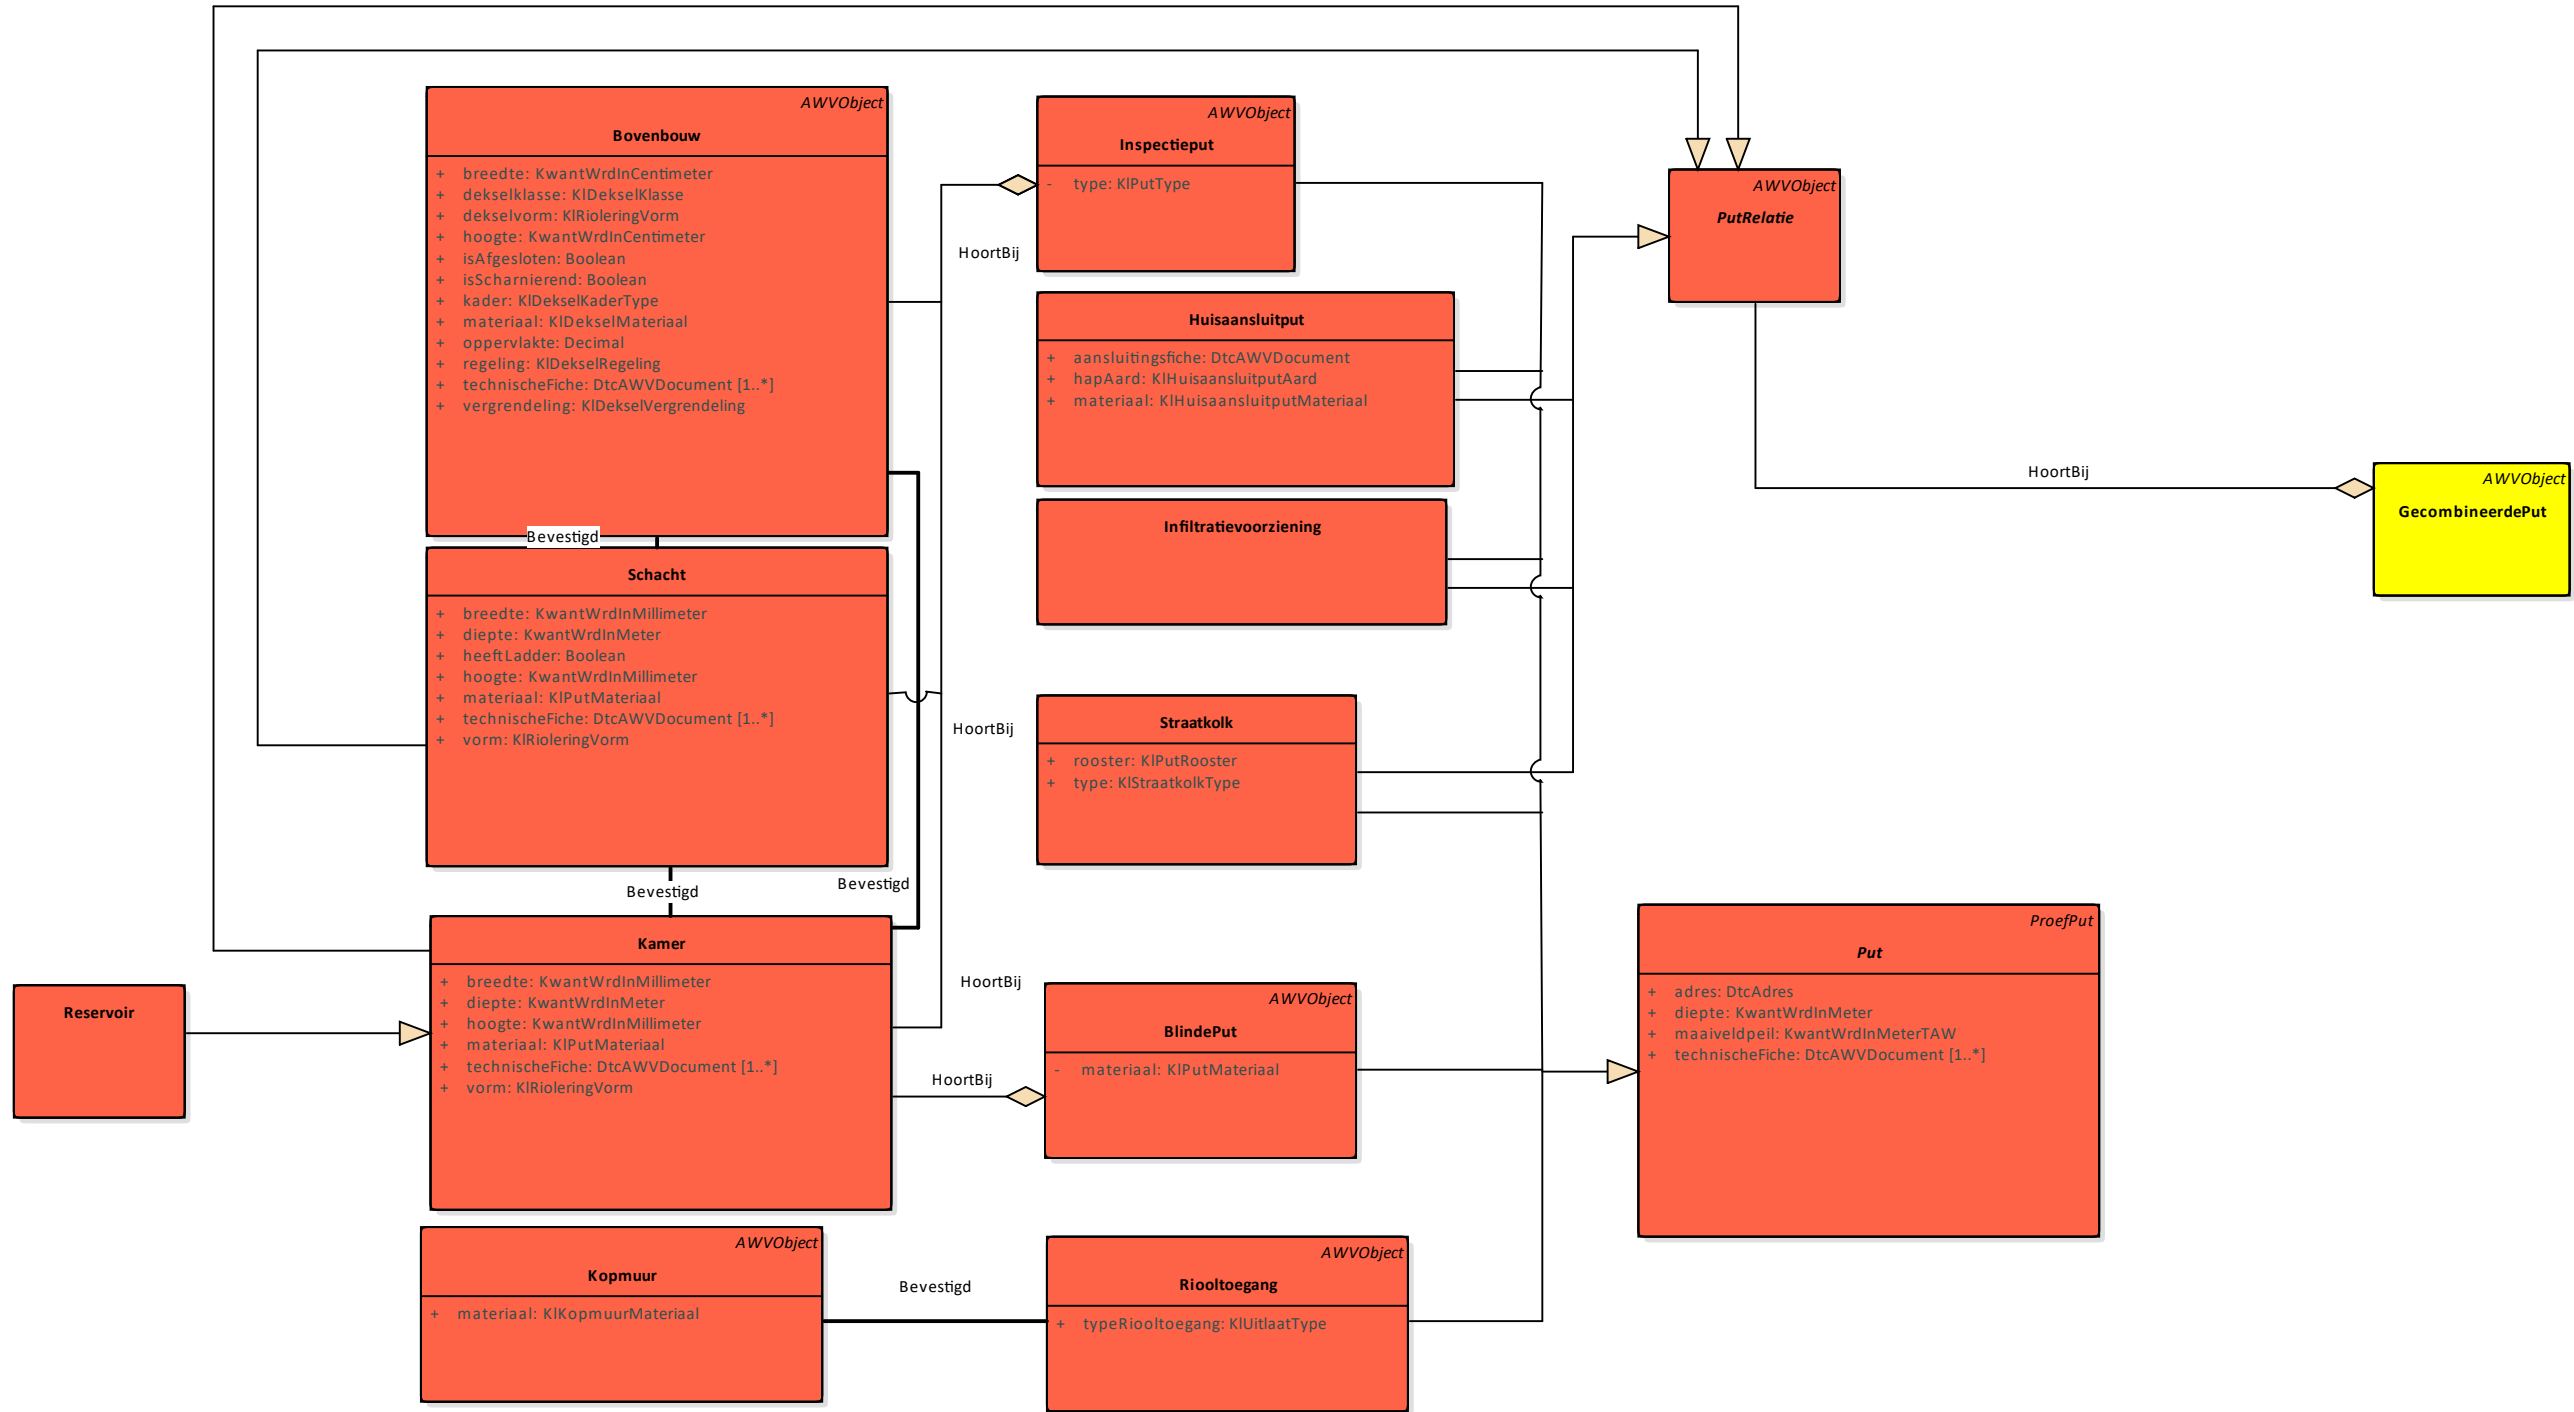 AWVObject
Bovenbouw
+ breedte: KwantWrdInCentimeter
+ dekselklasse: KlDekselKlasse
+ dekselvorm: KlRioleringVorm
+ hoogte: KwantWrdInCentimeter
+ isAfgesloten: Boolean
+ isScharnierend: Boolean
+ kader: KlDekselKaderType
+ materiaal: KlDekselMateriaal
+ oppervlakte: Decimal
+ regeling: KlDekselRegeling
+ technischeFiche: DtcAWVDocument [1..*]
+ vergrendeling: KlDekselVergrendeling
Bevestigd
Schacht
+ breedte: KwantWrdInMillimeter
+ diepte: KwantWrdInMeter
+ heeftLadder: Boolean
+ hoogte: KwantWrdInMillimeter
+ materiaal: KlPutMateriaal
+ technischeFiche: DtcAWVDocument [1..*]
+ vorm: KlRioleringVorm
Bevestigd
Bevestigd
Kamer
+ breedte: KwantWrdInMillimeter
+ diepte: KwantWrdInMeter
+ hoogte: KwantWrdInMillimeter
+ materiaal: KlPutMateriaal
+ technischeFiche: DtcAWVDocument [1..*]
+ vorm: KlRioleringVorm
Reservoir
AWVObject
Kopmuur
+ materiaal: KlKopmuurMateriaal
Bevestigd
HoortBij
HoortBij
HoortBij
HoortBij
AWVObject
Inspectieput
- type: KlPutType
Huisaansluitput
+ aansluitingsfiche: DtcAWVDocument
+ hapAard: KlHuisaansluitputAard
+ materiaal: KlHuisaansluitputMateriaal
Infiltratievoorziening
Straatkolk
+ rooster: KlPutRooster
+ type: KlStraatkolkType
AWVObject
BlindePut
- materiaal: KlPutMateriaal
AWVObject
Riooltoegang
+ typeRiooltoegang: KlUitlaatType
AWVObject
PutRelatie
HoortBij
AWVObject
GecombineerdePut
ProefPut
Put
+ adres: DtcAdres
+ diepte: KwantWrdInMeter
+ maaiveldpeil: KwantWrdInMeterTAW
+ technischeFiche: DtcAWVDocument [1..*]